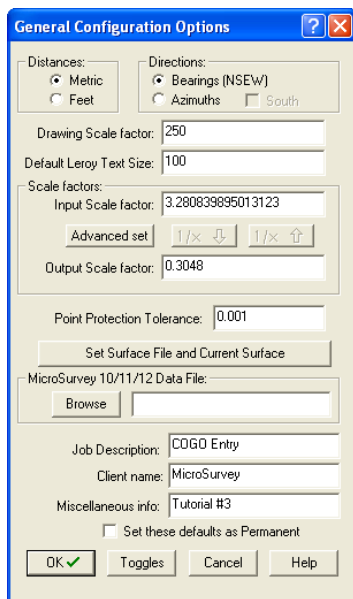 General Configuration Options
Distances: Directions:
Metric Bearings (NSEW)
Feet Azimuths South
Drawing Scale factor: 250
Default Leroy Text Size: 100
Scale factors:
Input Scale factor: 3.280839895013123
Advanced set 1/x 1/x
Output Scale factor: 0.3048
Point Protection Tolerance: 0.001
Set Surface File and Current Surface
MicroSurvey 10/11/12 Data File:
Browse
Job Description: COGO Entry
Client name: MicroSurvey
Miscellaneous info: Tutorial #3
Set these defaults as Permanent
OK Toggles Cancel Help